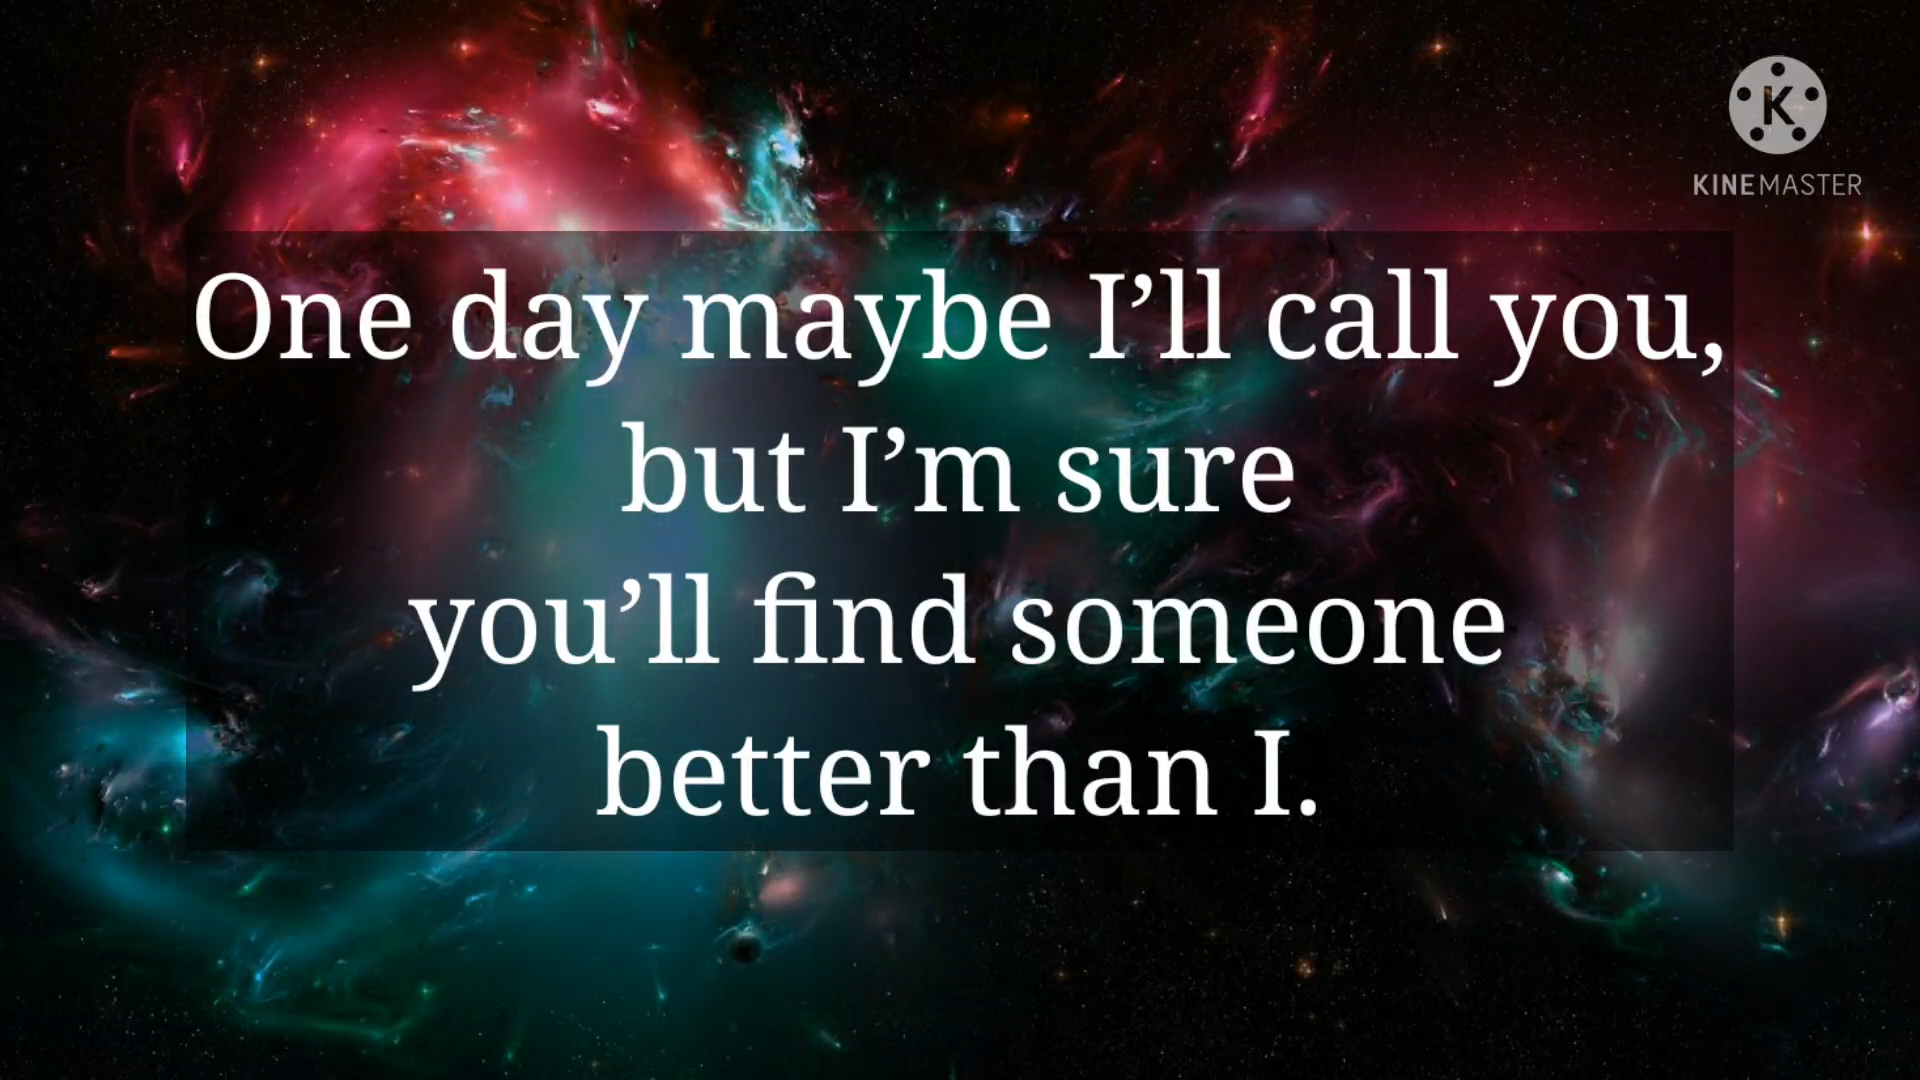 K
KINEMASTER
One day maybe I’ll call you,
but I’m sure
you’ll find someone
better than I.